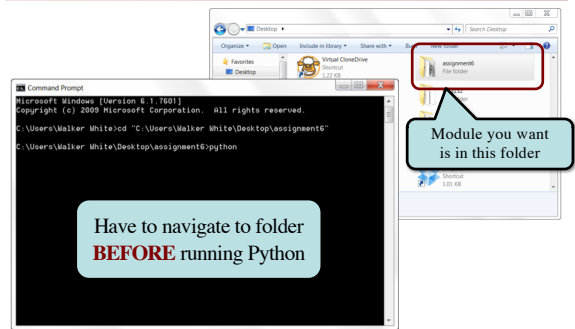 Desktop
Search Desktop
Organize
Open
Include in library
Share with
New folder
Favorites
Desktop
Virtual CloneDrive
Shortcut
1.22 KB
assignment6
File folder
Module you want
is in this folder
Shortcut
1.01 KB
Command Prompt
Microsoft Windows [Version 6.1.7601]
Copyright (c) 2009 Microsoft Corporation. All rights reserved.
C:\Users\Walker White>cd "C:\Users\Walker White\Desktop\assignment6"
C:\Users\Walker White\Desktop\assignment6>python
Have to navigate to folder
BEFORE running Python